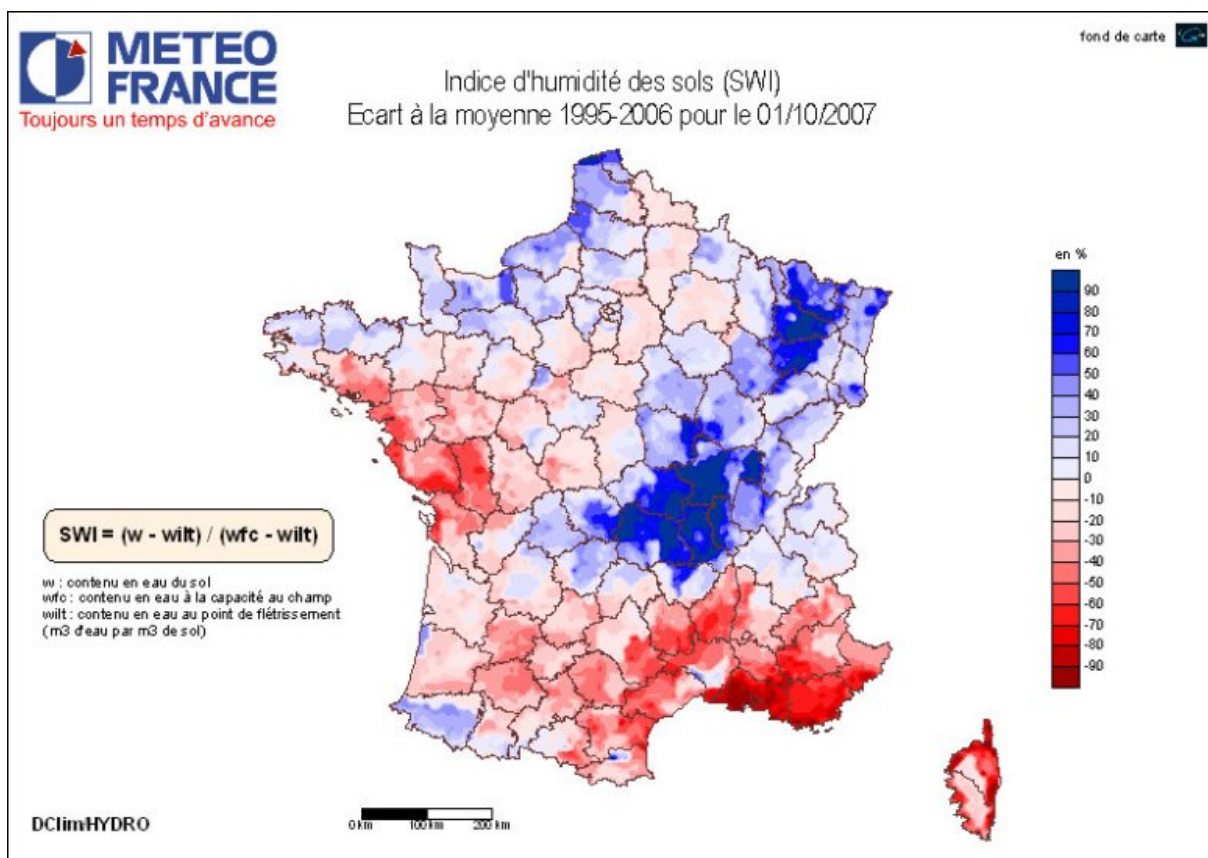 METEO
FRANCE
Toujours un temps d'avance
fond de carte
Indice d'humidité des sols (SWI)
Ecart à la moyenne 1995-2006 pour le 01/10/2007
en %
90
80
70
60
50
40
30
20
10
0
-10
-20
-30
-40
-50
-60
-70
-80
-90
SWI = (w - wilt) / (wfc - wilt)
w : contenu en eau du sol
wfc : contenu en eau à la capacité au champ
wilt : contenu en eau au point de flétrissement
(m3 d'eau par m3 de sol)
DClim/HYDRO
0 km 100 km 200 km